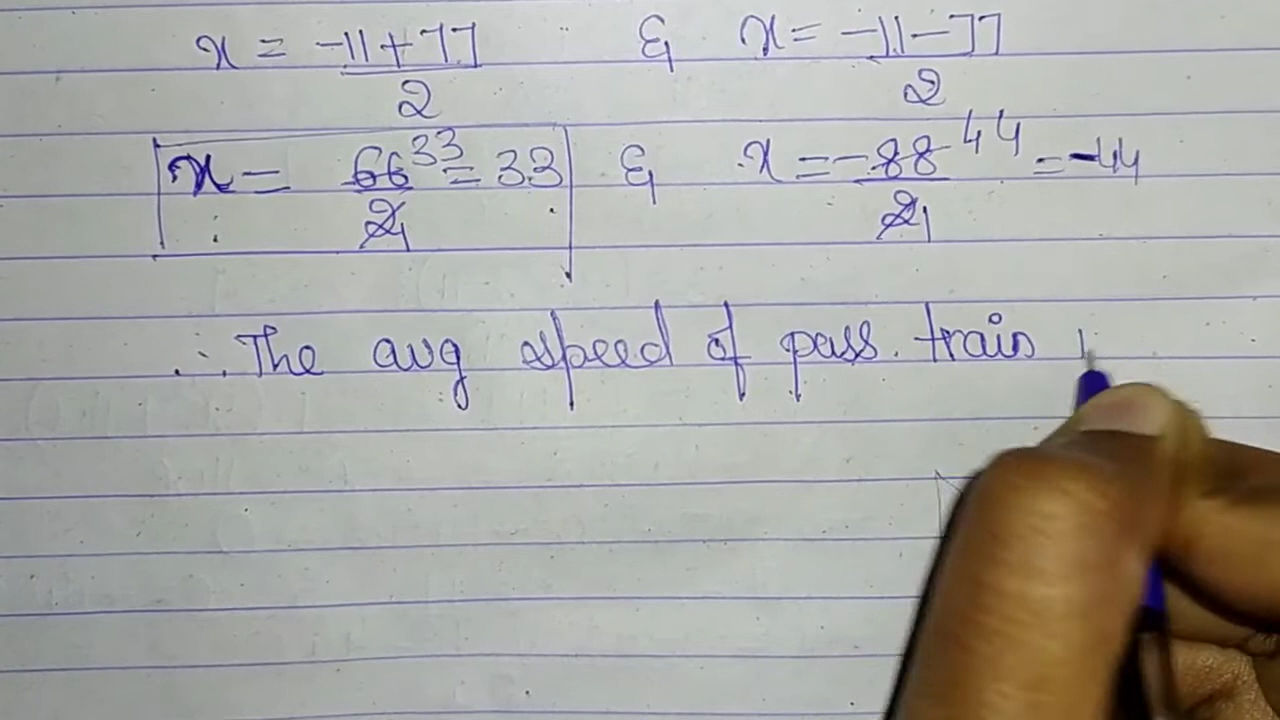 x = -11+77/2 & x = -11-77/2
x = 66/2 33/1 = 33 & x = -88/2 44/1 = -44
∴ The avg speed of pass. train